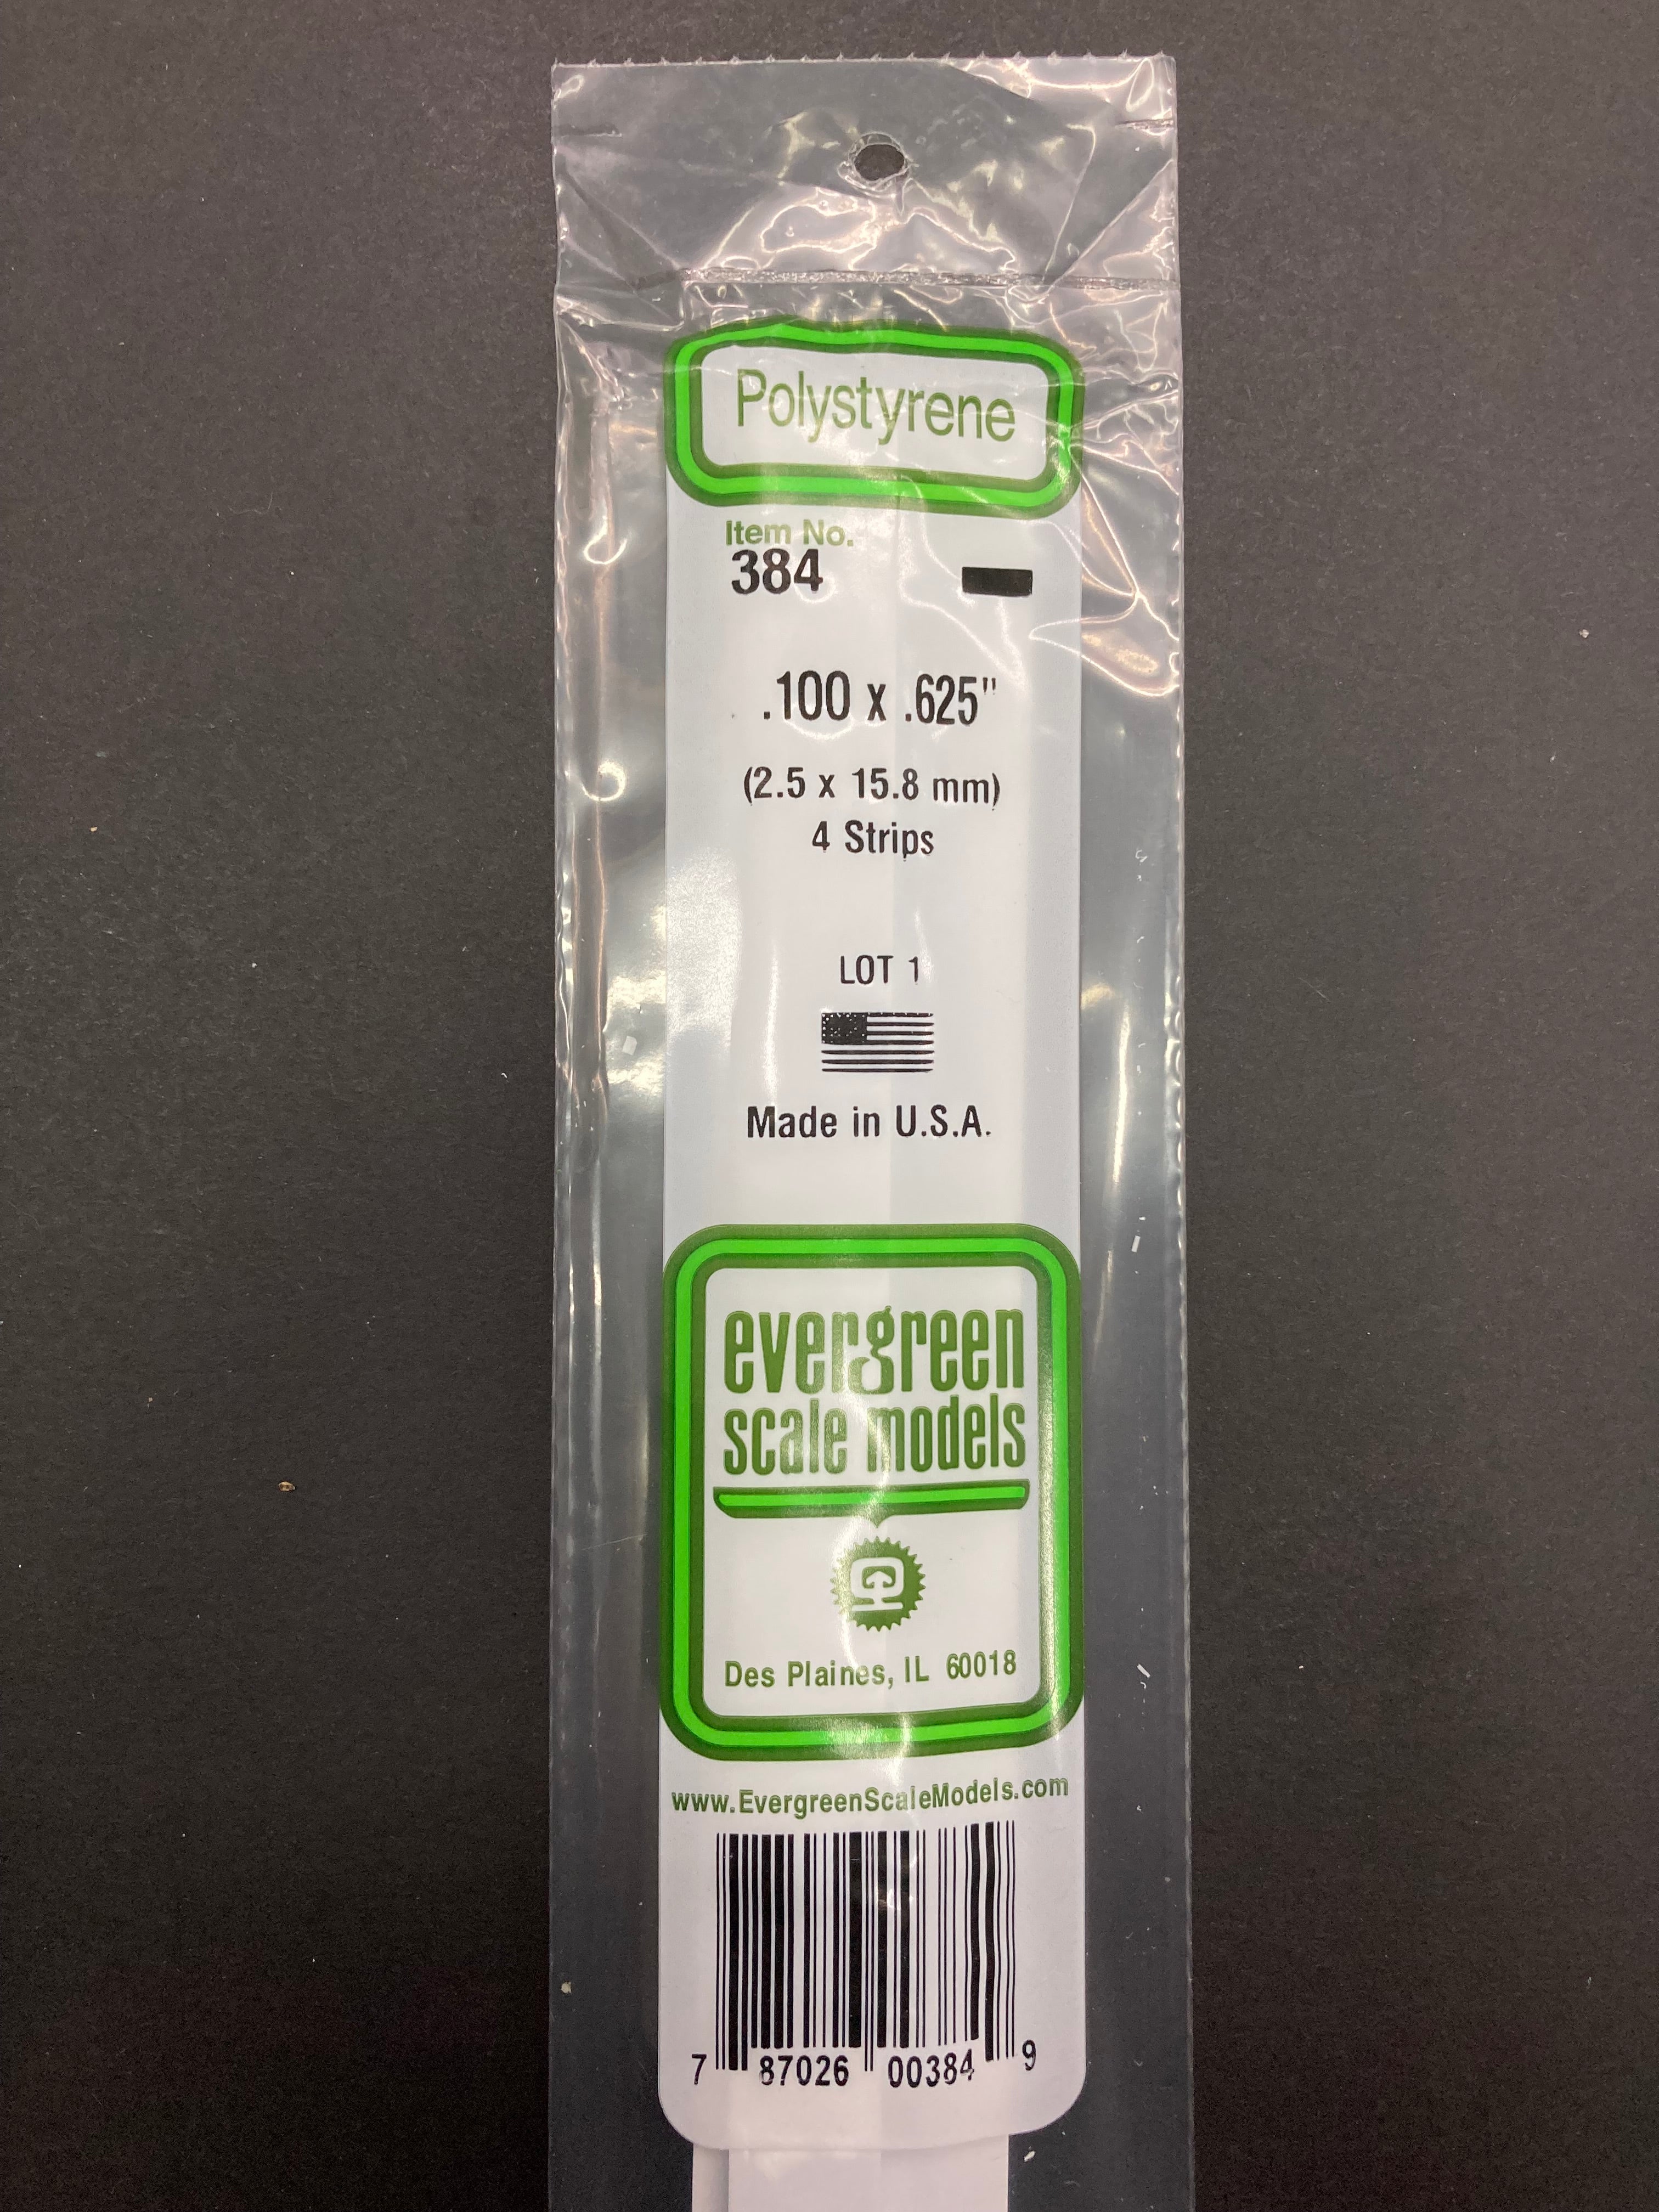 Polystyrene
Item No.
384
.100 x .625"
(2.5 x 15.8 mm)
4 Strips
LOT 1
Made in U.S.A.
evergreen
scale models
Des Plaines, IL 60018
www.EvergreenScaleModels.com
7 87026 00384 9